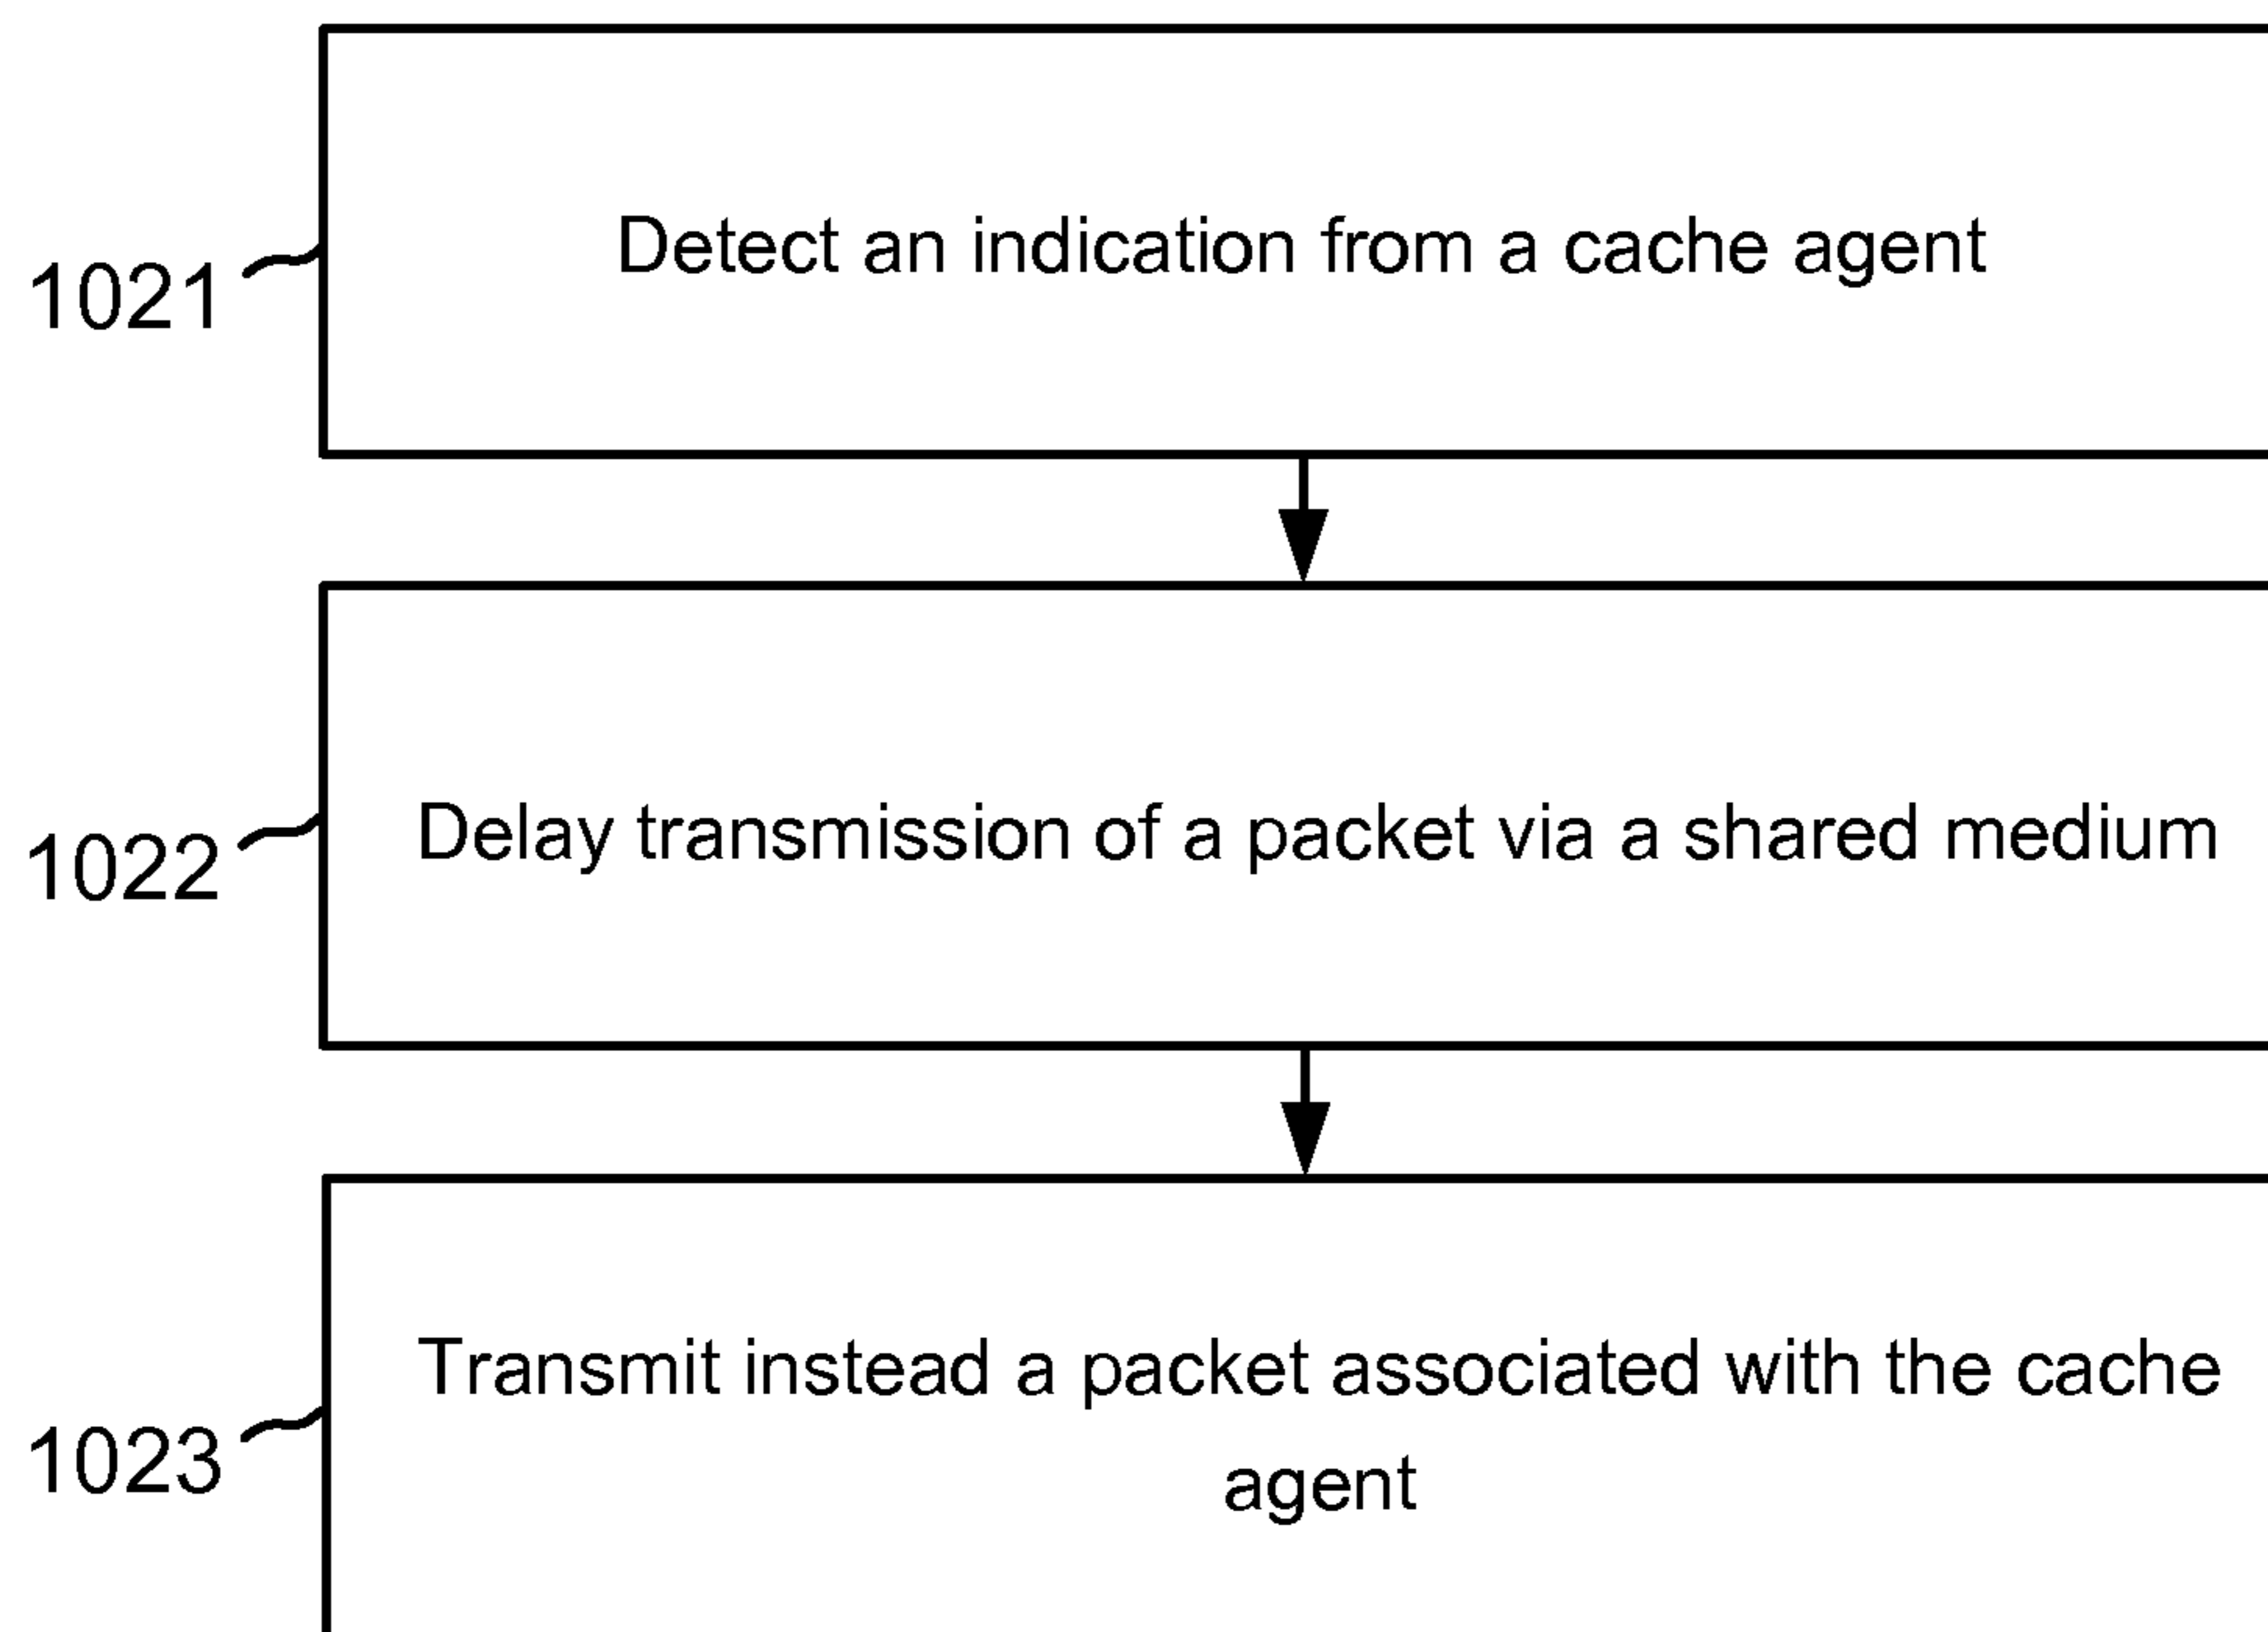 Detect an indication from a cache agent
1021
Delay transmission of a packet via a shared medium
1022
Transmit instead a packet associated with the cache
agent
1023